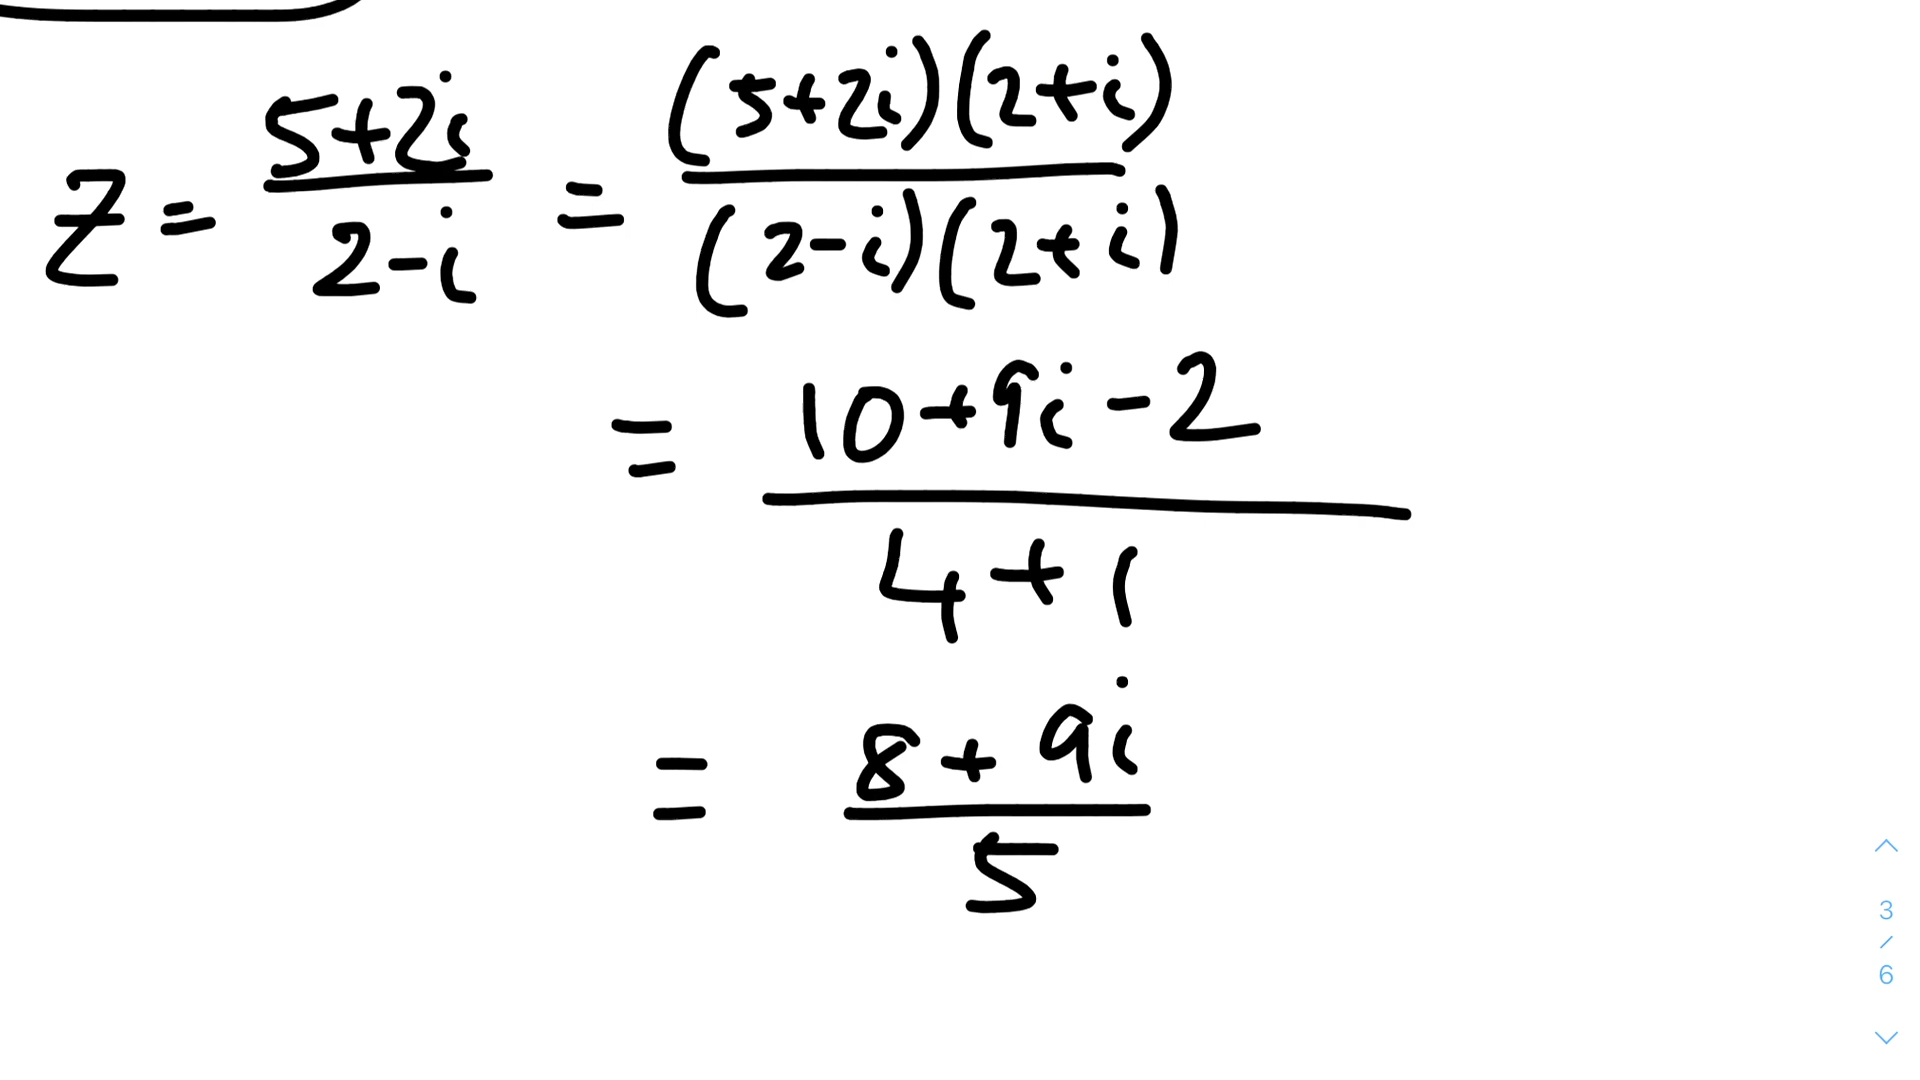 z = 5+2i / 2-i = (5+2i)(2+i) / (2-i)(2+i)
= 10+9i-2 / 4+1
= 8+9i / 5
3
/
6